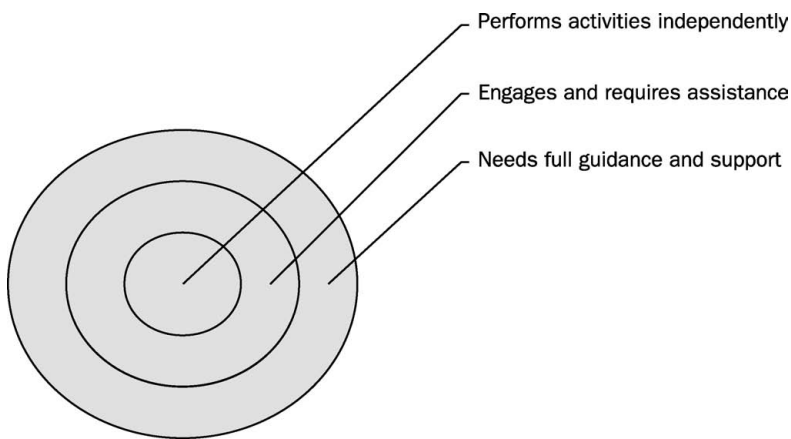 Performs activities independently
Engages and requires assistance
Needs full guidance and support